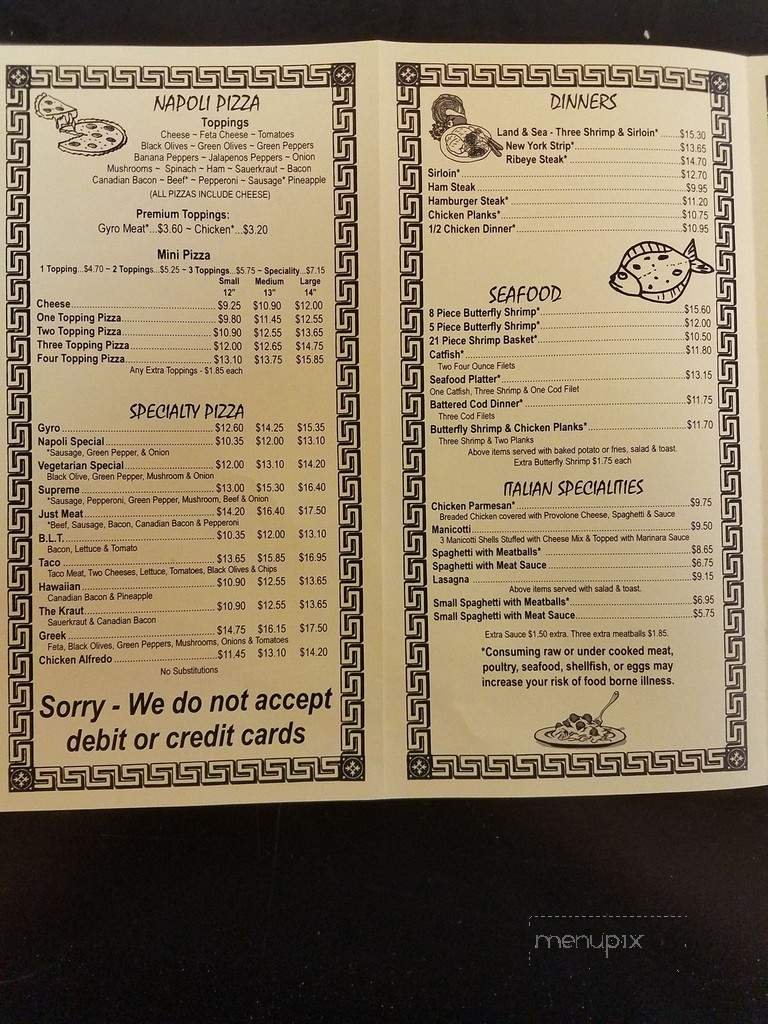 NAPOLI PIZZA
Toppings
Cheese ~ Feta Cheese ~ Tomatoes
Black Olives ~ Green Olives ~ Green Peppers
Banana Peppers ~ Jalapenos Peppers ~ Onion
Mushrooms ~ Spinach ~ Ham ~ Sauerkraut ~ Bacon
Canadian Bacon ~ Beef* ~ Pepperoni ~ Sausage* Pineapple
(ALL PIZZAS INCLUDE CHEESE)
Premium Toppings:
Gyro Meat*...$3.60 ~ Chicken*...$3.20
Mini Pizza
1 Topping...$4.70 ~ 2 Toppings...$5.25 ~ 3 Toppings...$5.75 ~ Speciality...$7.15
Small Medium Large
12" 13" 14"
Cheese $9.25 $10.90 $12.00
One Topping Pizza $9.80 $11.45 $12.55
Two Topping Pizza $10.90 $12.55 $13.65
Three Topping Pizza $12.00 $12.65 $14.75
Four Topping Pizza $13.10 $13.75 $15.85
Any Extra Toppings - $1.85 each
SPECIALTY PIZZA
Gyro $12.60 $14.25 $15.35
Napoli Special $10.35 $12.00 $13.10
*Sausage, Green Pepper, & Onion
Vegetarian Special $12.00 $13.10 $14.20
Black Olive, Green Pepper, Mushroom & Onion
Supreme $13.00 $15.30 $16.40
*Sausage, Pepperoni, Green Pepper, Mushroom, Beef & Onion
Just Meat $14.20 $16.40 $17.50
*Beef, Sausage, Bacon, Canadian Bacon & Pepperoni
B.L.T. $10.35 $12.00 $13.10
Bacon, Lettuce & Tomato
Taco $13.65 $15.85 $16.95
Taco Meat, Two Cheeses, Lettuce, Tomatoes, Black Olives & Chips
Hawaiian $10.90 $12.55 $13.65
Canadian Bacon & Pineapple
The Kraut $10.90 $12.55 $13.65
Sauerkraut & Canadian Bacon
Greek $14.75 $16.15 $17.50
Feta, Black Olives, Green Peppers, Mushrooms, Onions & Tomatoes
Chicken Alfredo $11.45 $13.10 $14.20
No Substitutions
Sorry - We do not accept
debit or credit cards
DINNERS
Land & Sea - Three Shrimp & Sirloin* $15.30
New York Strip* $13.65
Ribeye Steak* $14.70
Sirloin* $12.70
Ham Steak $9.95
Hamburger Steak* $11.20
Chicken Planks* $10.75
1/2 Chicken Dinner* $10.95
SEAFOOD
8 Piece Butterfly Shrimp* $15.60
5 Piece Butterfly Shrimp* $12.00
21 Piece Shrimp Basket* $10.50
Catfish* $11.80
Two Four Ounce Filets
Seafood Platter* $13.15
One Catfish, Three Shrimp & One Cod Filet
Battered Cod Dinner* $11.75
Three Cod Filets
Butterfly Shrimp & Chicken Planks* $11.70
Three Shrimp & Two Planks
Above items served with baked potato or fries, salad & toast.
Extra Butterfly Shrimp $1.75 each
ITALIAN SPECIALITIES
Chicken Parmesan* $9.75
Breaded Chicken covered with Provolone Cheese, Spaghetti & Sauce
Manicotti $9.50
3 Manicotti Shells Stuffed with Cheese Mix & Topped with Marinara Sauce
Spaghetti with Meatballs* $8.65
Spaghetti with Meat Sauce $6.75
Lasagna $9.15
Above items served with salad & toast.
Small Spaghetti with Meatballs* $6.95
Small Spaghetti with Meat Sauce $5.75
Extra Sauce $1.50 extra. Three extra meatballs $1.85.
*Consuming raw or under cooked meat,
poultry, seafood, shellfish, or eggs may
increase your risk of food borne illness.
menupix